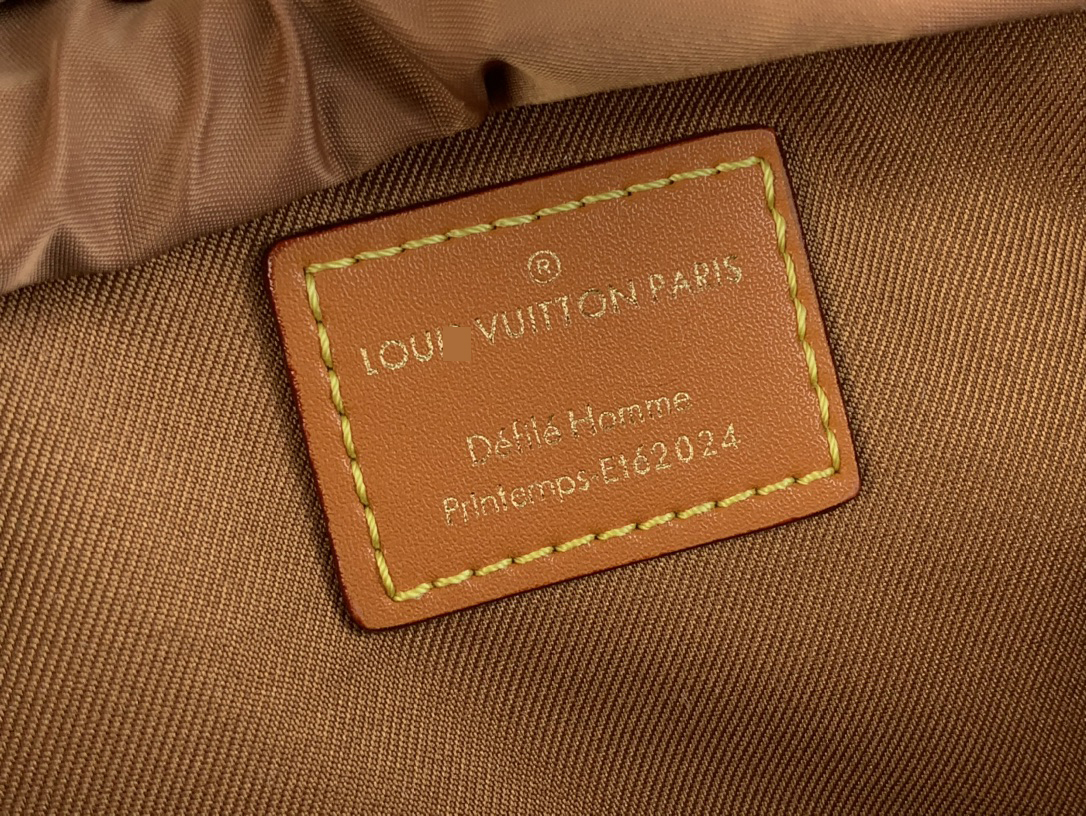 ®
LOUI VUITTON PARIS
Défilé Homme
Printemps-Eté2024